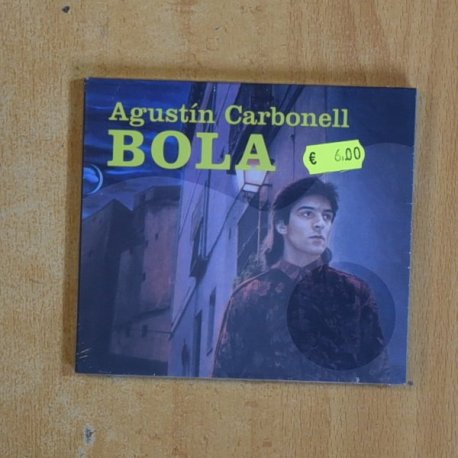 Agustín Carbonell
BOLA
€ 6,00